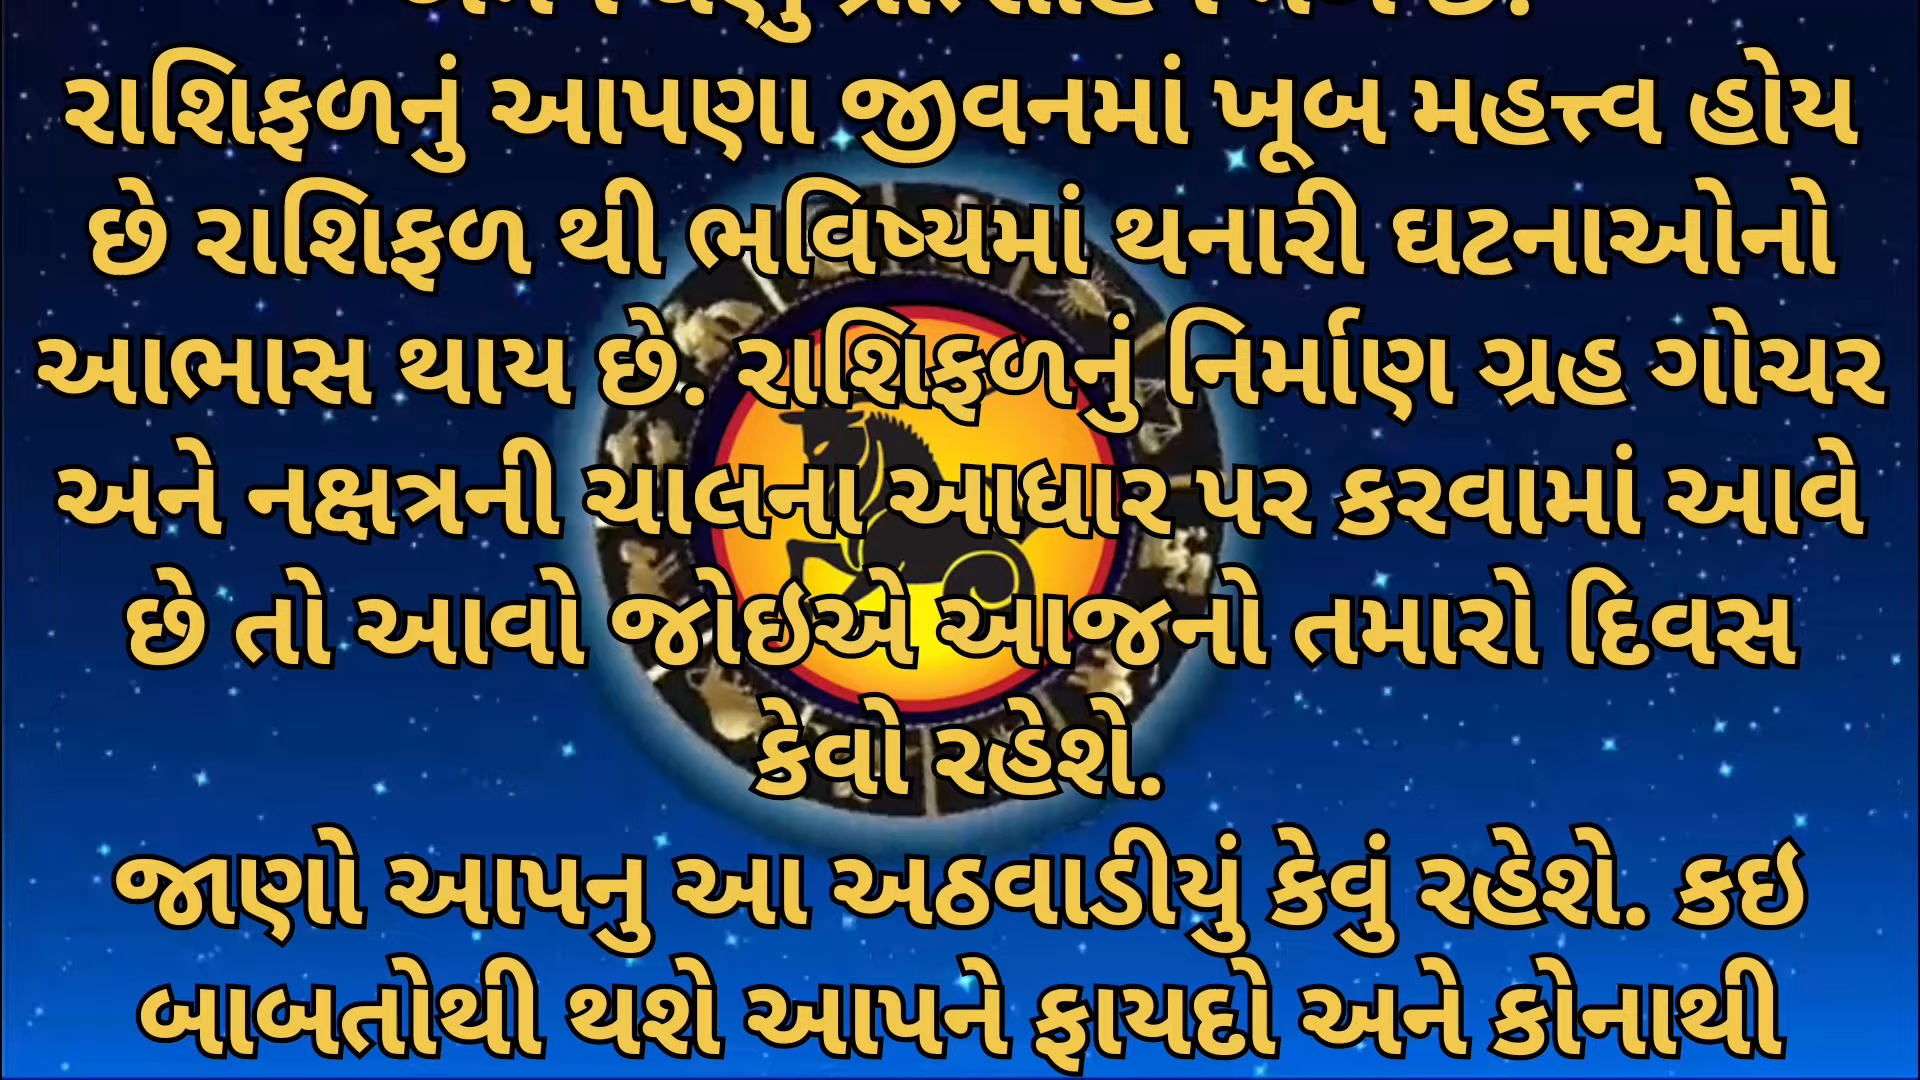 રાશિફળનું આપણા જીવનમાં ખૂબ મહત્ત્વ હોય
છે રાશિફળ થી ભવિષ્યમાં થનારી ઘટનાઓનો
આભાસ થાય છે. રાશિફળનું નિર્માણ ગ્રહ ગોચર
અને નક્ષત્રની ચાલના આધાર પર કરવામાં આવે
છે તો આવો જોઇએ આજનો તમારો દિવસ
કેવો રહેશે.
જાણો આપનુ આ અઠવાડીયું કેવું રહેશે. કઇ
બાબતોથી થશે આપને ફાયદો અને કોનાથી